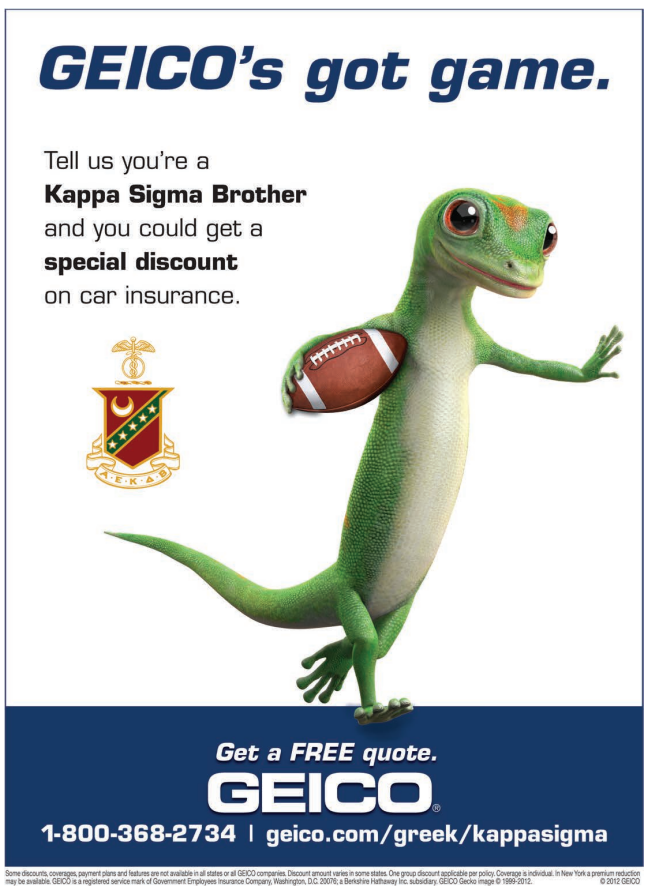 GEICO's got game.
Tell us you're a
Kappa Sigma Brother
and you could get a
special discount
on car insurance.
Α·Ε·Κ·Δ·Β
Get a FREE quote.
GEICO®
1-800-368-2734 | geico.com/greek/kappasigma
Some discounts, coverages, payment plans and features are not available in all states or all GEICO companies. Discount amount varies in some states. One group discount applicable per policy. Coverage is individual. In New York a premium reduction
may be available. GEICO is a registered service mark of Government Employees Insurance Company, Washington, D.C. 20076; a Berkshire Hathaway Inc. subsidiary. GEICO Gecko image © 1999-2012. © 2012 GEICO